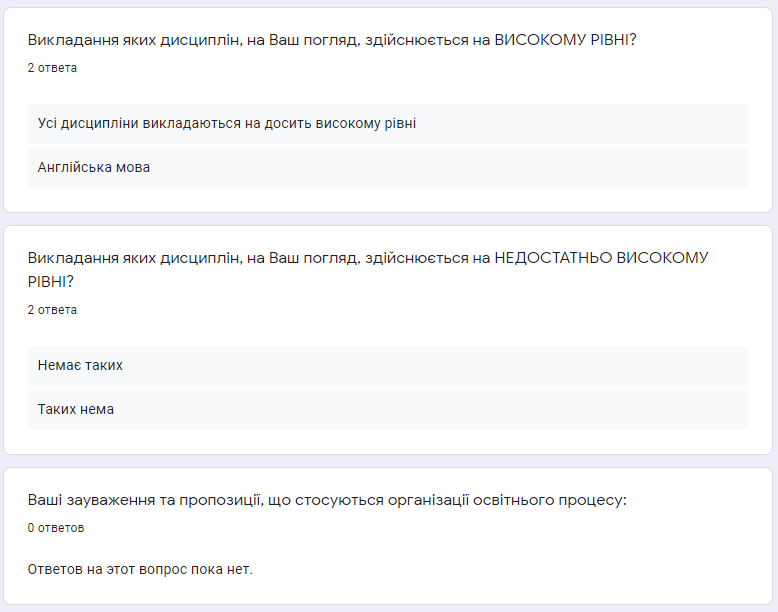 Викладання яких дисциплін, на Ваш погляд, здійснюється на ВИСОКОМУ РІВНІ?
2 ответа
Усі дисципліни викладаються на досить високому рівні
Англійська мова
Викладання яких дисциплін, на Ваш погляд, здійснюється на НЕДОСТАТНЬО ВИСОКОМУ
РІВНІ?
2 ответа
Немає таких
Таких нема
Ваші зауваження та пропозиції, що стосуються організації освітнього процесу:
0 ответов
Ответов на этот вопрос пока нет.